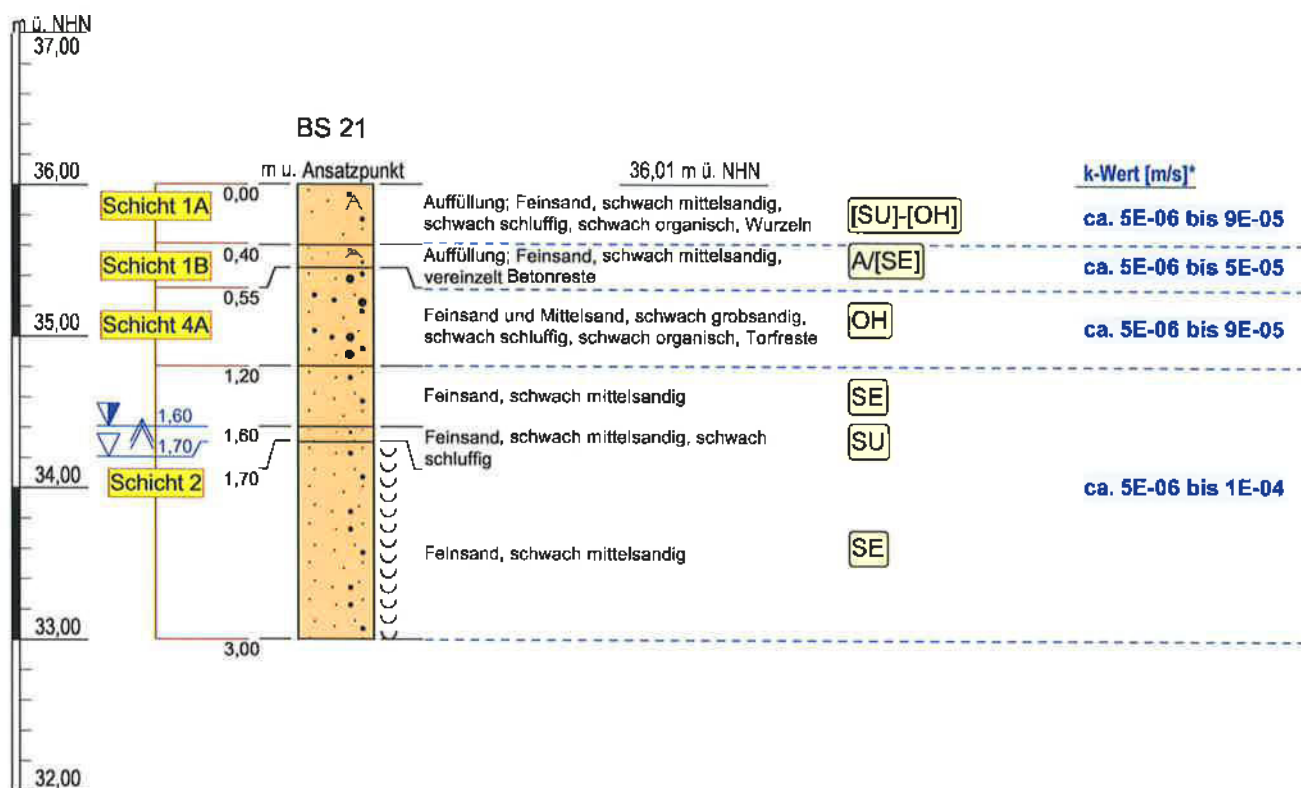 m ü. NHN
37,00
BS 21
m u. Ansatzpunkt
36,01 m ü. NHN
k-Wert [m/s]*
36,00
Schicht 1A
0,00
Auffüllung; Feinsand, schwach mittelsandig,
schwach schluffig, schwach organisch, Wurzeln
[SU]-[OH]
ca. 5E-06 bis 9E-05
A
0,40
Schicht 1B
Auffüllung; Feinsand, schwach mittelsandig,
vereinzelt Betonreste
A/[SE]
ca. 5E-06 bis 5E-05
A
0,55
35,00
Schicht 4A
Feinsand und Mittelsand, schwach grobsandig,
schwach schluffig, schwach organisch, Torfreste
OH
ca. 5E-06 bis 9E-05
1,20
Feinsand, schwach mittelsandig
SE
1,60
1,60
Feinsand, schwach mittelsandig, schwach
schluffig
SU
1,70
1,70
34,00
Schicht 2
ca. 5E-06 bis 1E-04
Feinsand, schwach mittelsandig
SE
33,00
3,00
32,00